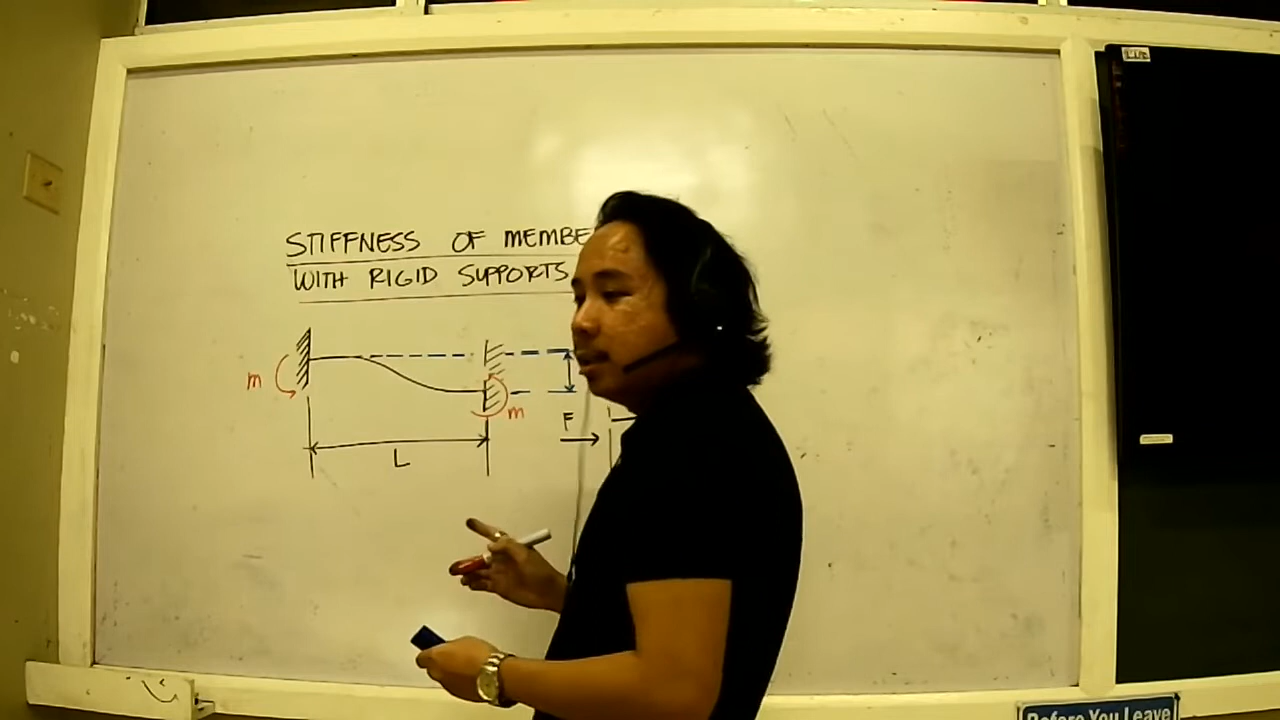 STIFFNESS OF MEMBE
WITH RIGID SUPPORTS
m
m
F
L
Before You Leave